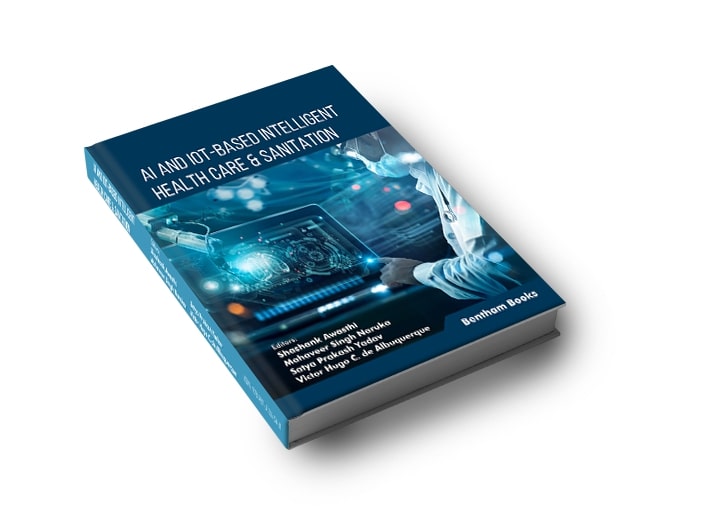 AI AND IOT-BASED INTELLIGENT
HEALTH CARE & SANITATION
Editors:
Shashank Awasthi
Mahaveer Singh Naruka
Satya Prakash Yadav
Victor Hugo C. de Albuquerque
Bentham Books